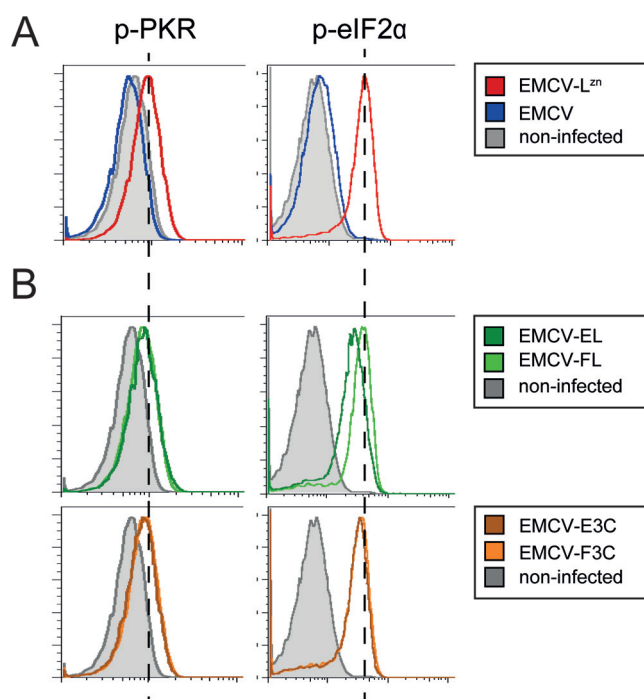 A
p-PKR
p-eIF2α
EMCV-Lᶻⁿ
EMCV
non-infected
B
EMCV-EL
EMCV-FL
non-infected
EMCV-E3C
EMCV-F3C
non-infected